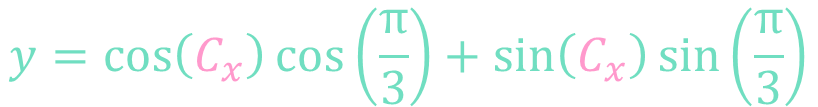 y = cos(Cₓ) cos(π/3) + sin(Cₓ) sin(π/3)